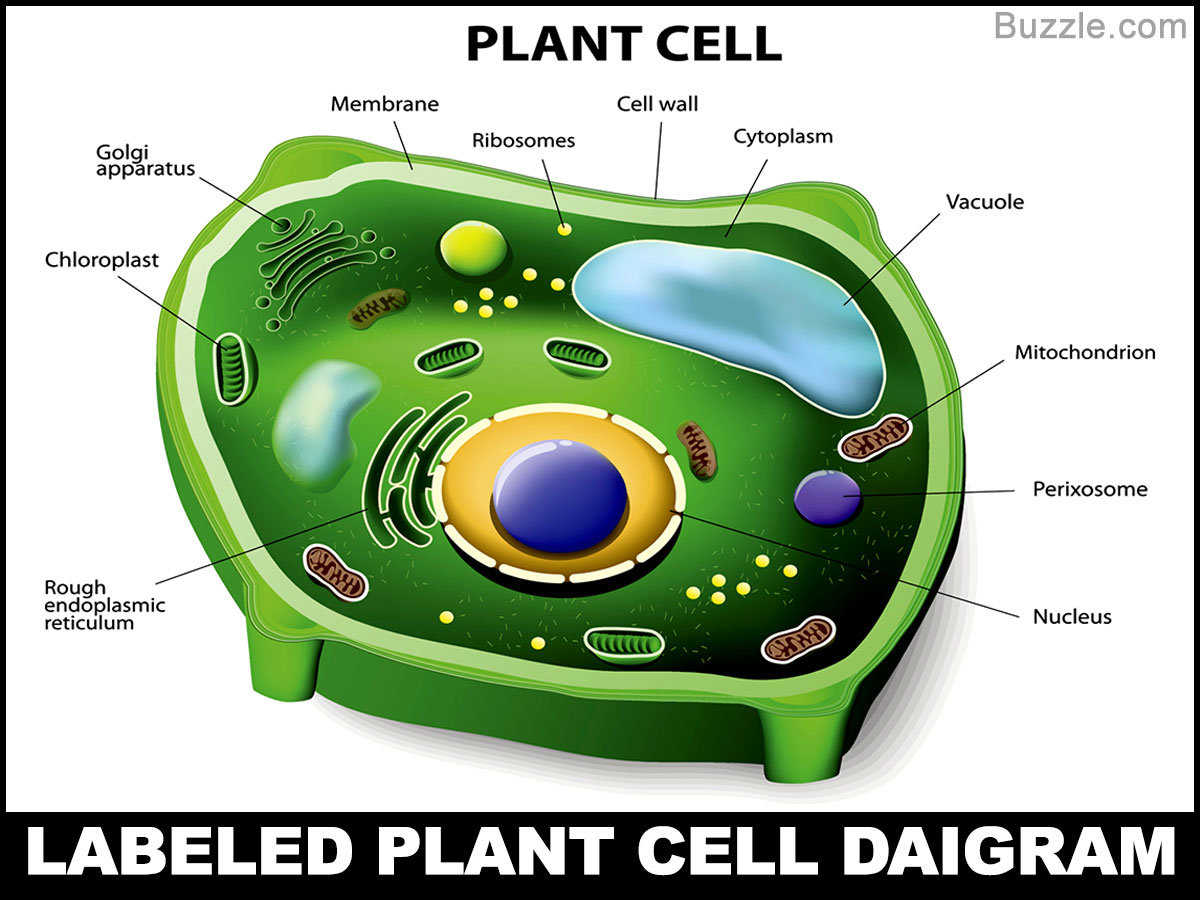 Buzzle.com
PLANT CELL
Membrane
Cell wall
Ribosomes
Cytoplasm
Golgi
apparatus
Vacuole
Chloroplast
Mitochondrion
Perixosome
Rough
endoplasmic
reticulum
Nucleus
LABELED PLANT CELL DAIGRAM